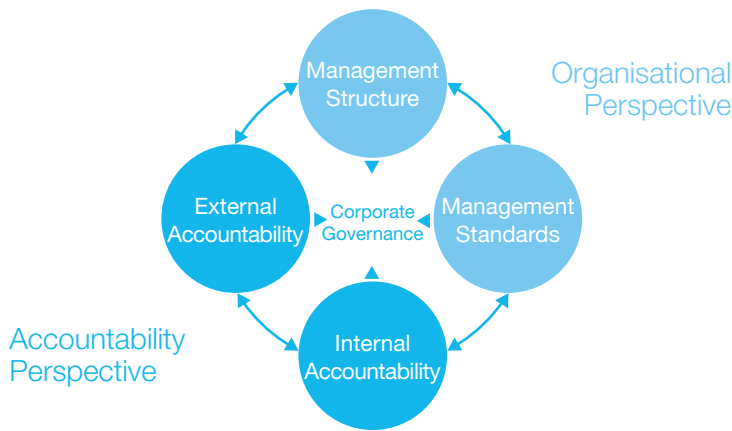 Management
Structure
Organisational
Perspective
External
Accountability
Corporate
Governance
Management
Standards
Accountability
Perspective
Internal
Accountability